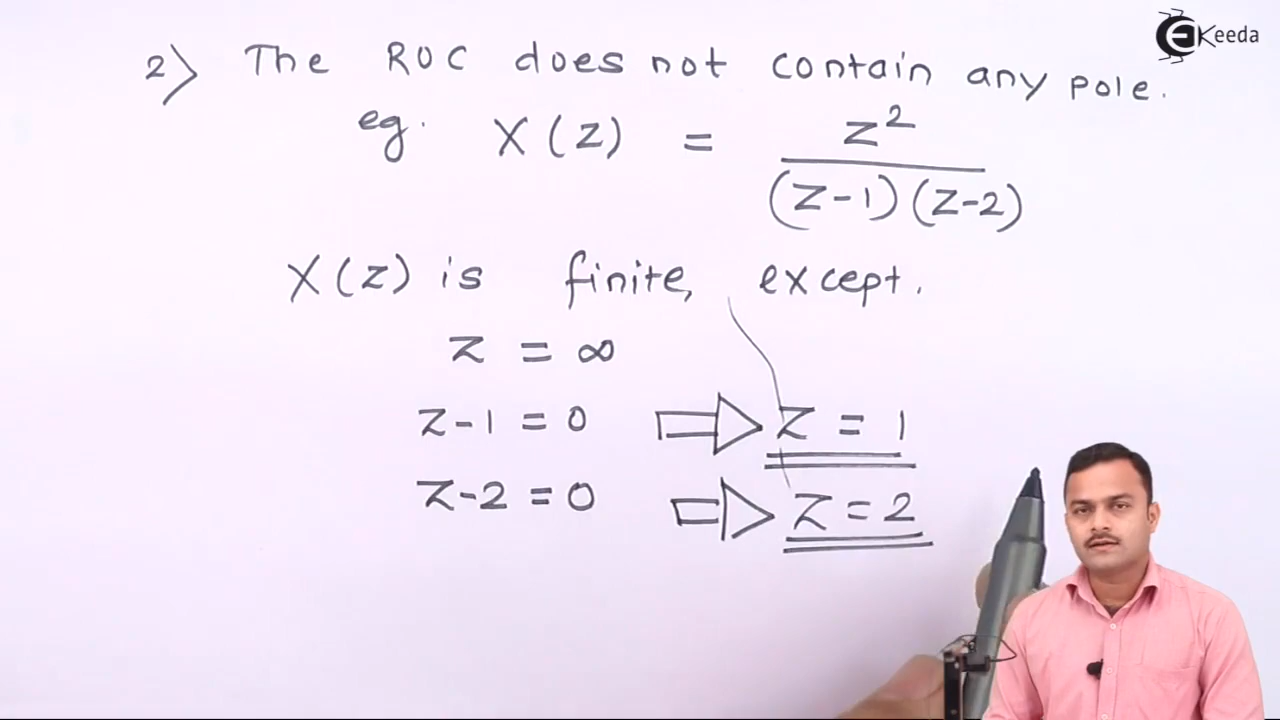 EKeeda
2) The ROC does not contain any pole.
eg. X(z) = z² / (z-1)(z-2)
X(z) is finite, except.
z = ∞
z-1 = 0 ⇒ z = 1
z-2 = 0 ⇒ z = 2